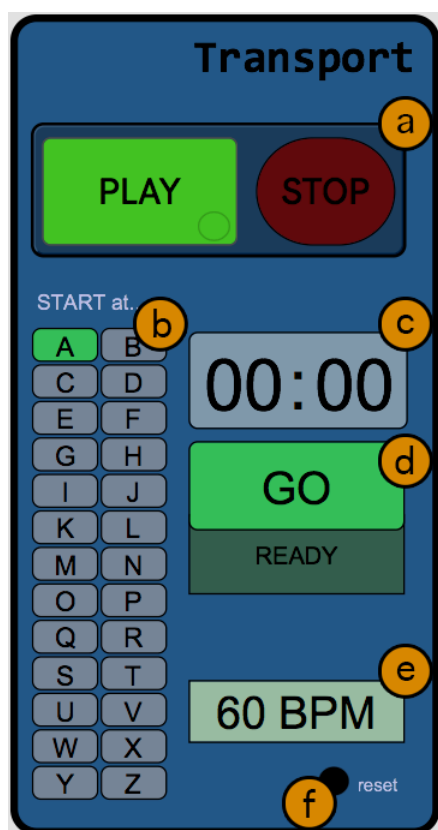 Transport
a
PLAY STOP
START at..
b
c
A B
C D
E F
G H
I J
K L
M N
O P
Q R
S T
U V
W X
Y Z
00:00
d
GO
READY
e
60 BPM
f
reset